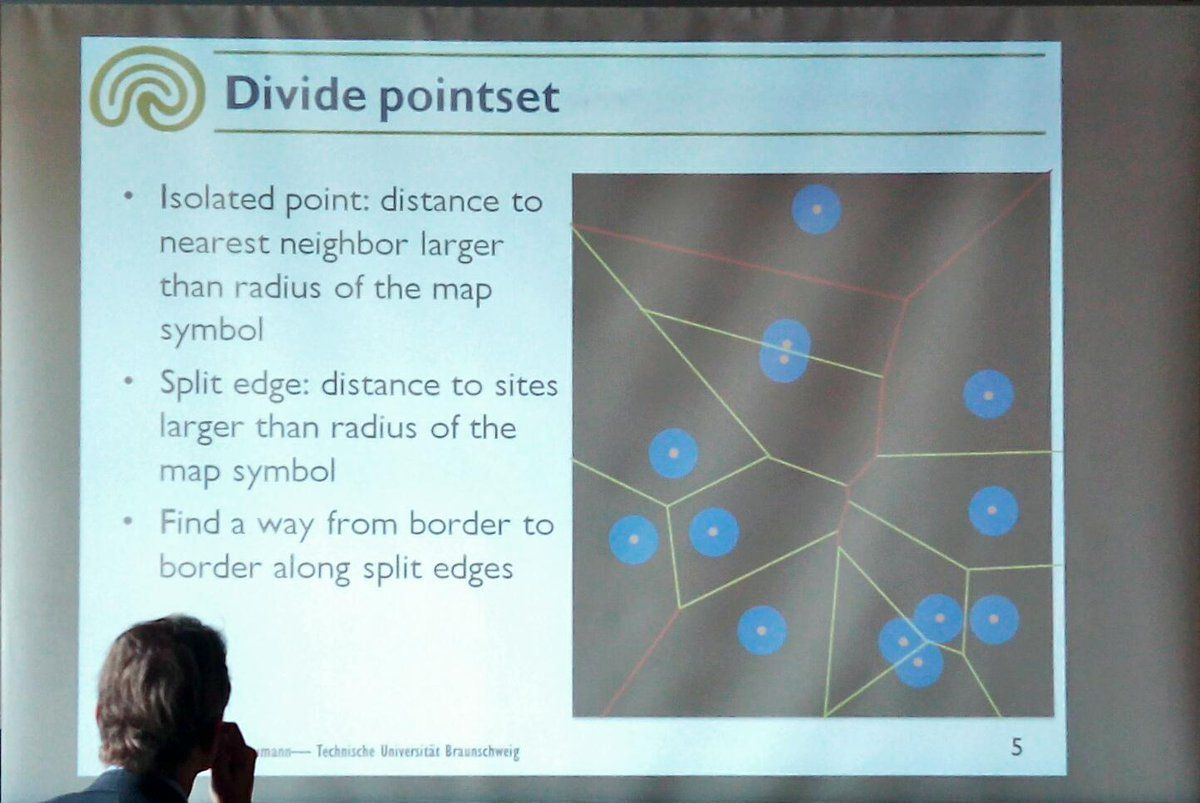 Divide pointset
• Isolated point: distance to
nearest neighbor larger
than radius of the map
symbol
• Split edge: distance to sites
larger than radius of the
map symbol
• Find a way from border to
border along split edges
— Technische Universität Braunschweig
5